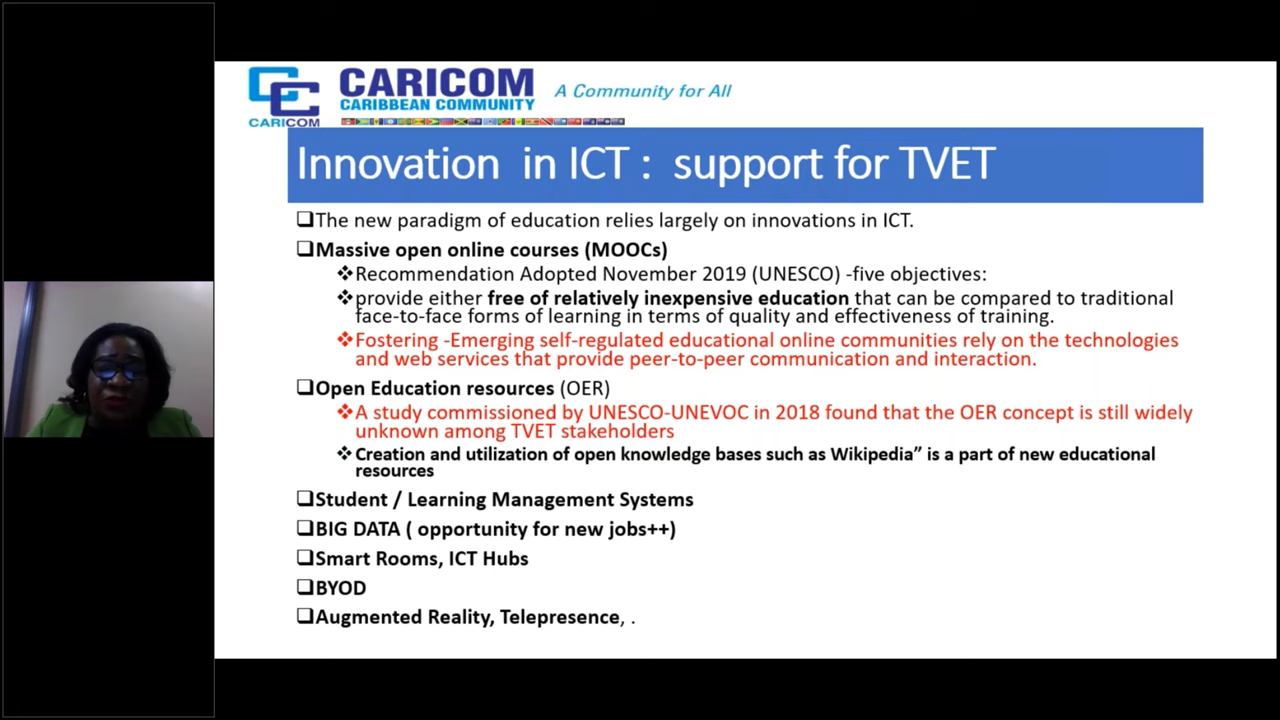 CARICOM
CARICOM
CARIBBEAN COMMUNITY
A Community for All
Innovation in ICT : support for TVET
❑The new paradigm of education relies largely on innovations in ICT.
❑Massive open online courses (MOOCs)
❖Recommendation Adopted November 2019 (UNESCO) -five objectives:
❖provide either free of relatively inexpensive education that can be compared to traditional
face-to-face forms of learning in terms of quality and effectiveness of training.
❖Fostering -Emerging self-regulated educational online communities rely on the technologies
and web services that provide peer-to-peer communication and interaction.
❑Open Education resources (OER)
❖A study commissioned by UNESCO-UNEVOC in 2018 found that the OER concept is still widely
unknown among TVET stakeholders
❖Creation and utilization of open knowledge bases such as Wikipedia” is a part of new educational
resources
❑Student / Learning Management Systems
❑BIG DATA ( opportunity for new jobs++)
❑Smart Rooms, ICT Hubs
❑BYOD
❑Augmented Reality, Telepresence, .